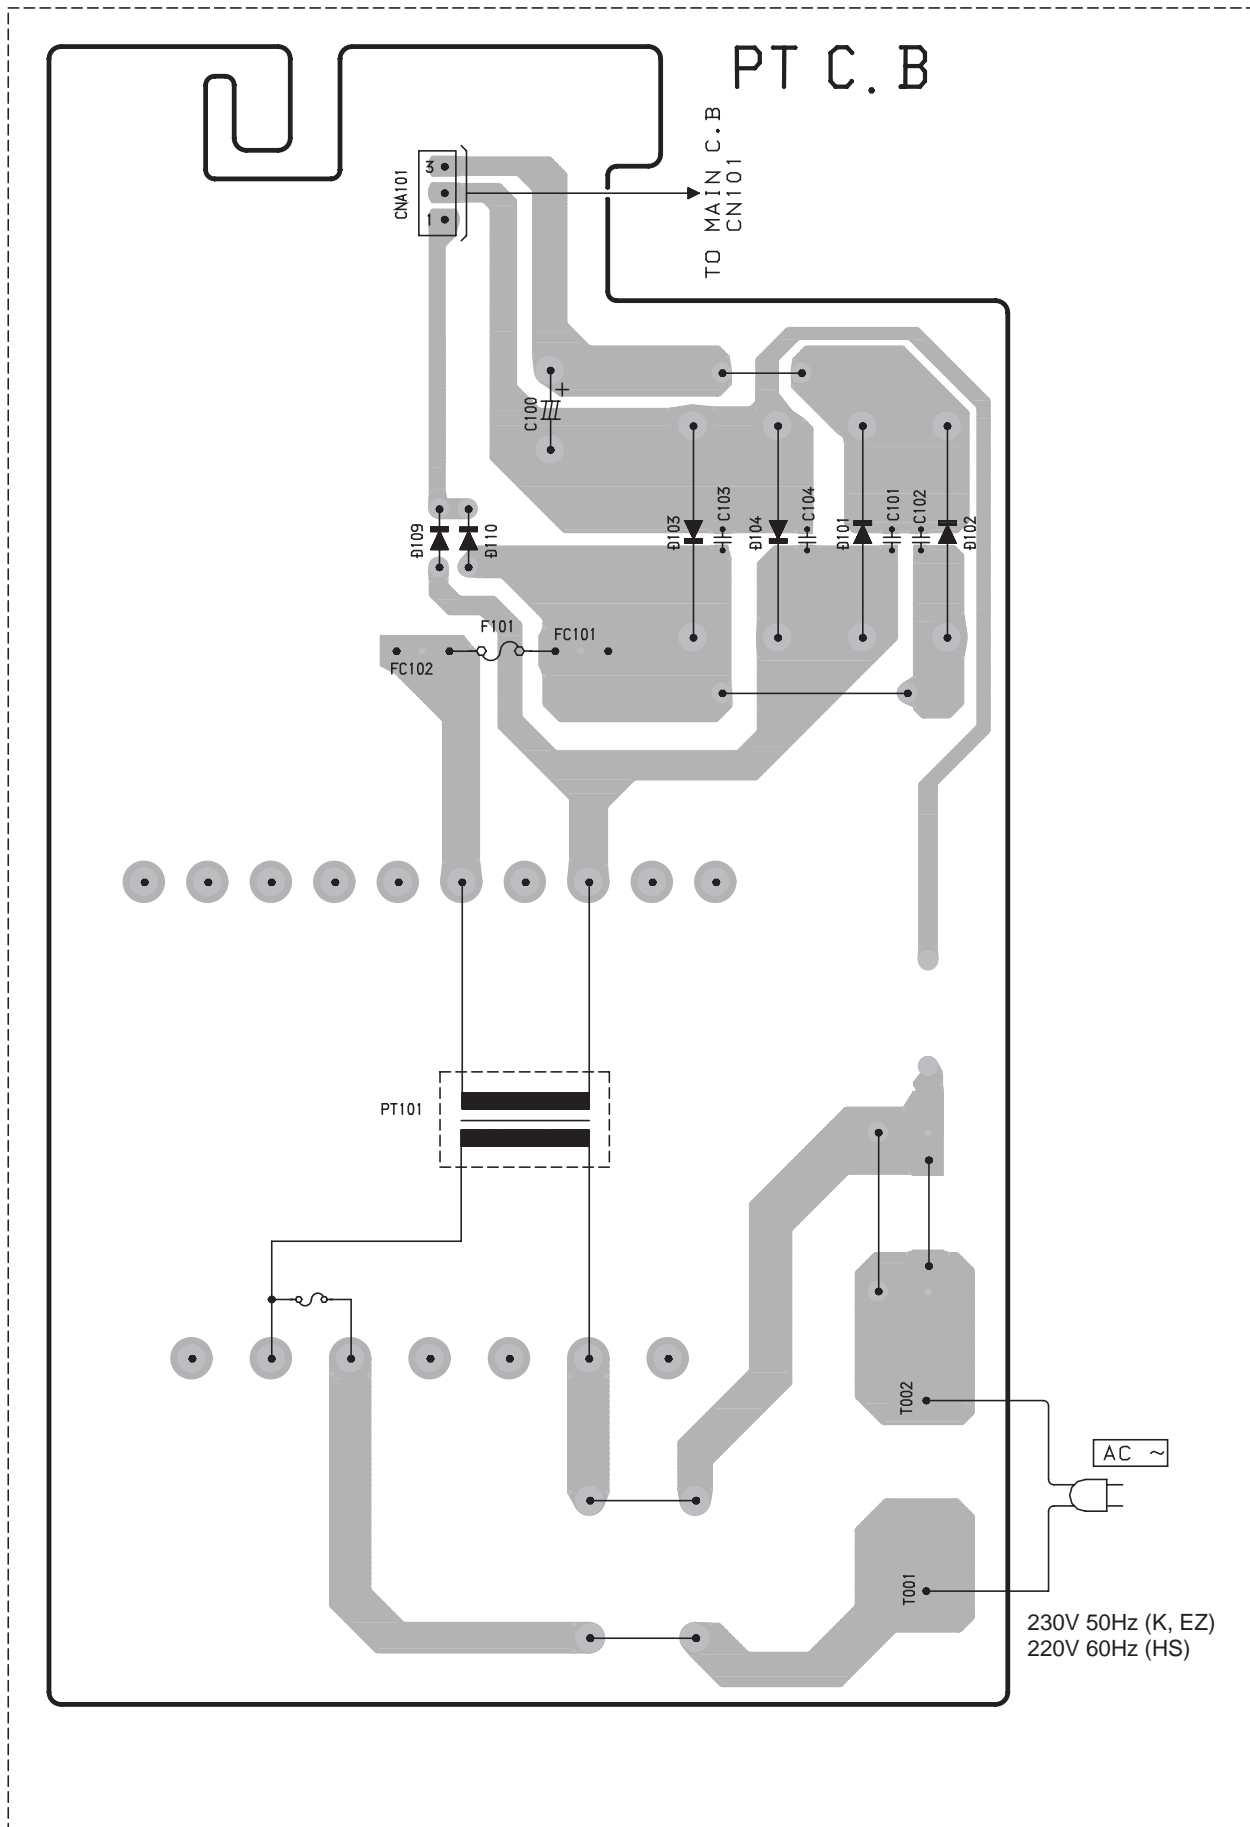 PT C.B
3
CNA101
1
TO MAIN C.B
CN101
C100
+
D109
D110
D103
C103
D104
C104
D101
C101
C102
D102
F101
FC101
FC102
PT101
T002
AC ~
T001
230V 50Hz (K, EZ)
220V 60Hz (HS)